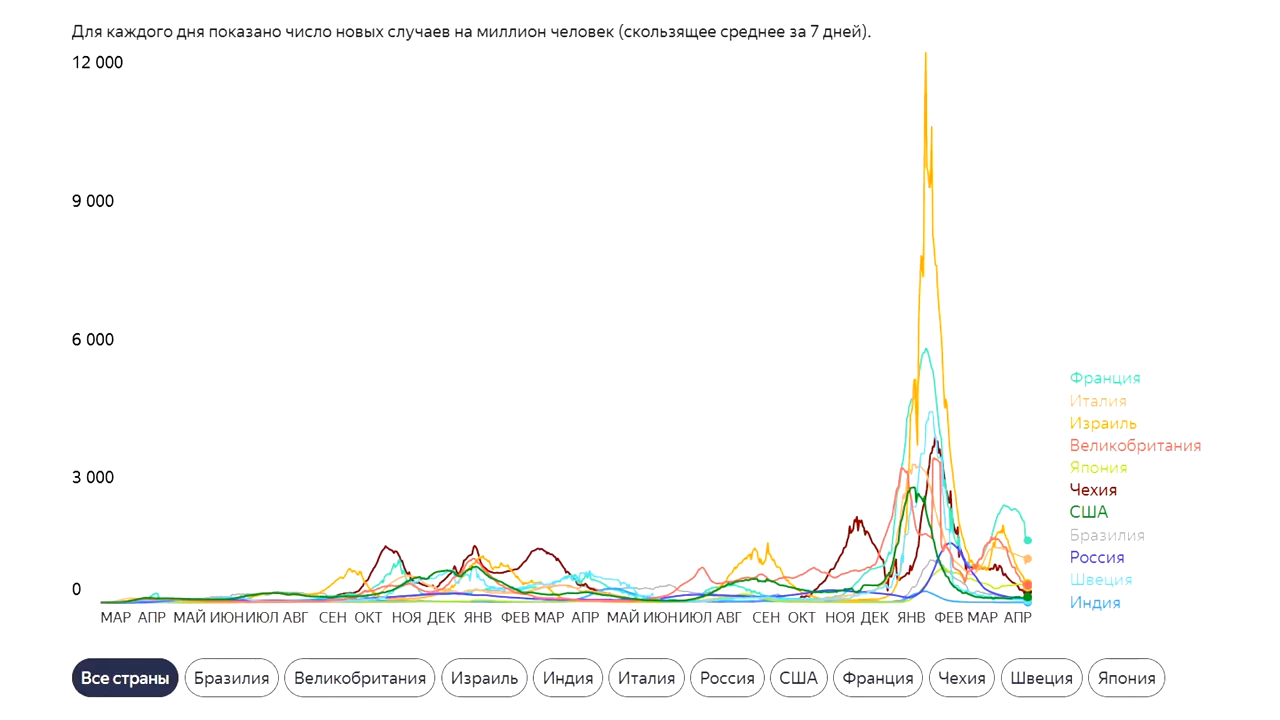 Для каждого дня показано число новых случаев на миллион человек (скользящее среднее за 7 дней).
12 000
9 000
6 000
3 000
0
Франция
Италия
Израиль
Великобритания
Япония
Чехия
США
Бразилия
Россия
Швеция
Индия
МАР АПР МАЙ ИЮН ИЮЛ АВГ СЕН ОКТ НОЯ ДЕК ЯНВ ФЕВ МАР АПР МАЙ ИЮН ИЮЛ АВГ СЕН ОКТ НОЯ ДЕК ЯНВ ФЕВ МАР АПР
Все страны Бразилия Великобритания Израиль Индия Италия Россия США Франция Чехия Швеция Япония